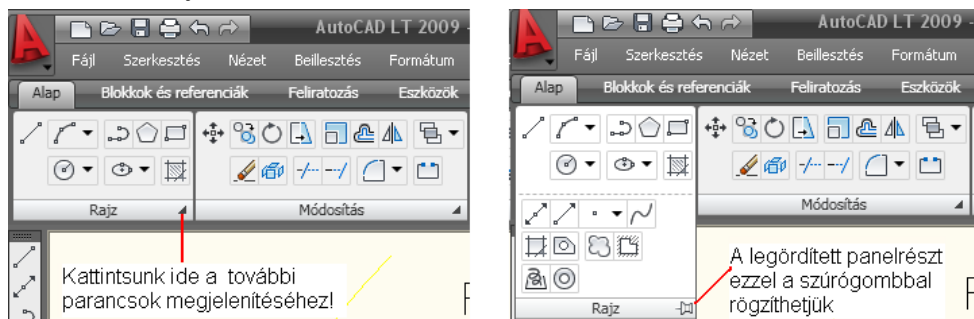 AutoCAD LT 2009 -
Fájl Szerkesztés Nézet Beillesztés Formátum
Alap Blokkok és referenciák Feliratozás Eszközök
Rajz Módosítás
Kattintsunk ide a további
parancsok megjelenítéséhez!
AutoCAD LT 2009 -
Fájl Szerkesztés Nézet Beillesztés Formátum
Alap Blokkok és referenciák Feliratozás Eszközök
Módosítás
Rajz
A legördített panelrészt
ezzel a szúrógombbal
rögzíthetjük